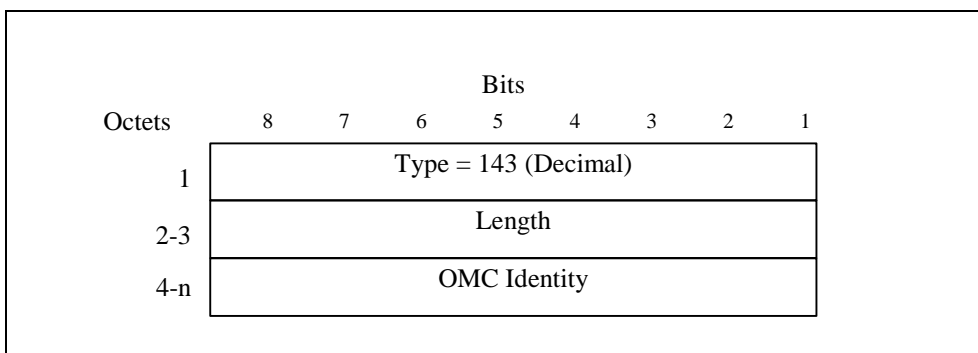 Bits
Octets 8 7 6 5 4 3 2 1
1 Type = 143 (Decimal)
2-3 Length
4-n OMC Identity